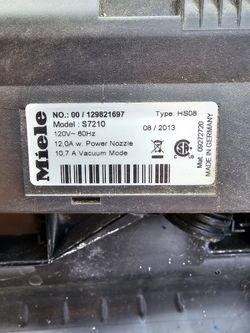 Miele
NO.: 00 / 129821697 Type: HS08
Model : S7210
120V~ 60Hz 08 / 2013
12,0A w. Power Nozzle
10,7 A Vacuum Mode
Mat. 09272720
MADE IN GERMANY